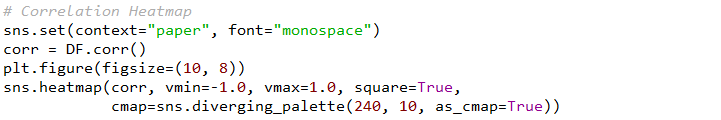 # Correlation Heatmap
sns.set(context="paper", font="monospace")
corr = DF.corr()
plt.figure(figsize=(10, 8))
sns.heatmap(corr, vmin=-1.0, vmax=1.0, square=True,
            cmap=sns.diverging_palette(240, 10, as_cmap=True))